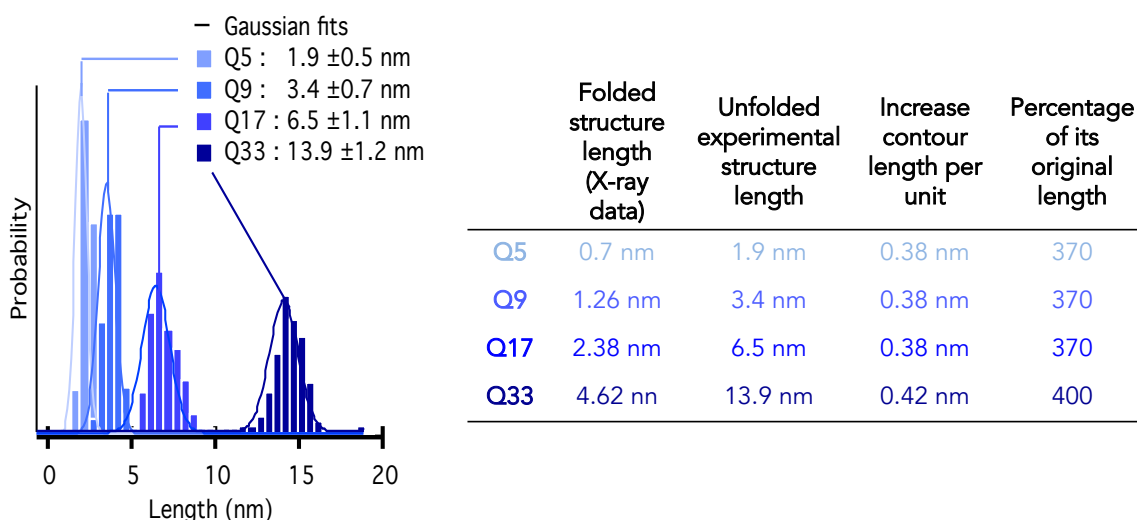 – Gaussian fits
Q5 : 1.9 ±0.5 nm
Q9 : 3.4 ±0.7 nm
Q17 : 6.5 ±1.1 nm
Q33 : 13.9 ±1.2 nm
Probability
0 5 10 15 20
Length (nm)
Folded
structure
length
(X-ray
data)
Unfolded
experimental
structure
length
Increase
contour
length per
unit
Percentage
of its
original
length
Q5 0.7 nm 1.9 nm 0.38 nm 370
Q9 1.26 nm 3.4 nm 0.38 nm 370
Q17 2.38 nm 6.5 nm 0.38 nm 370
Q33 4.62 nn 13.9 nm 0.42 nm 400